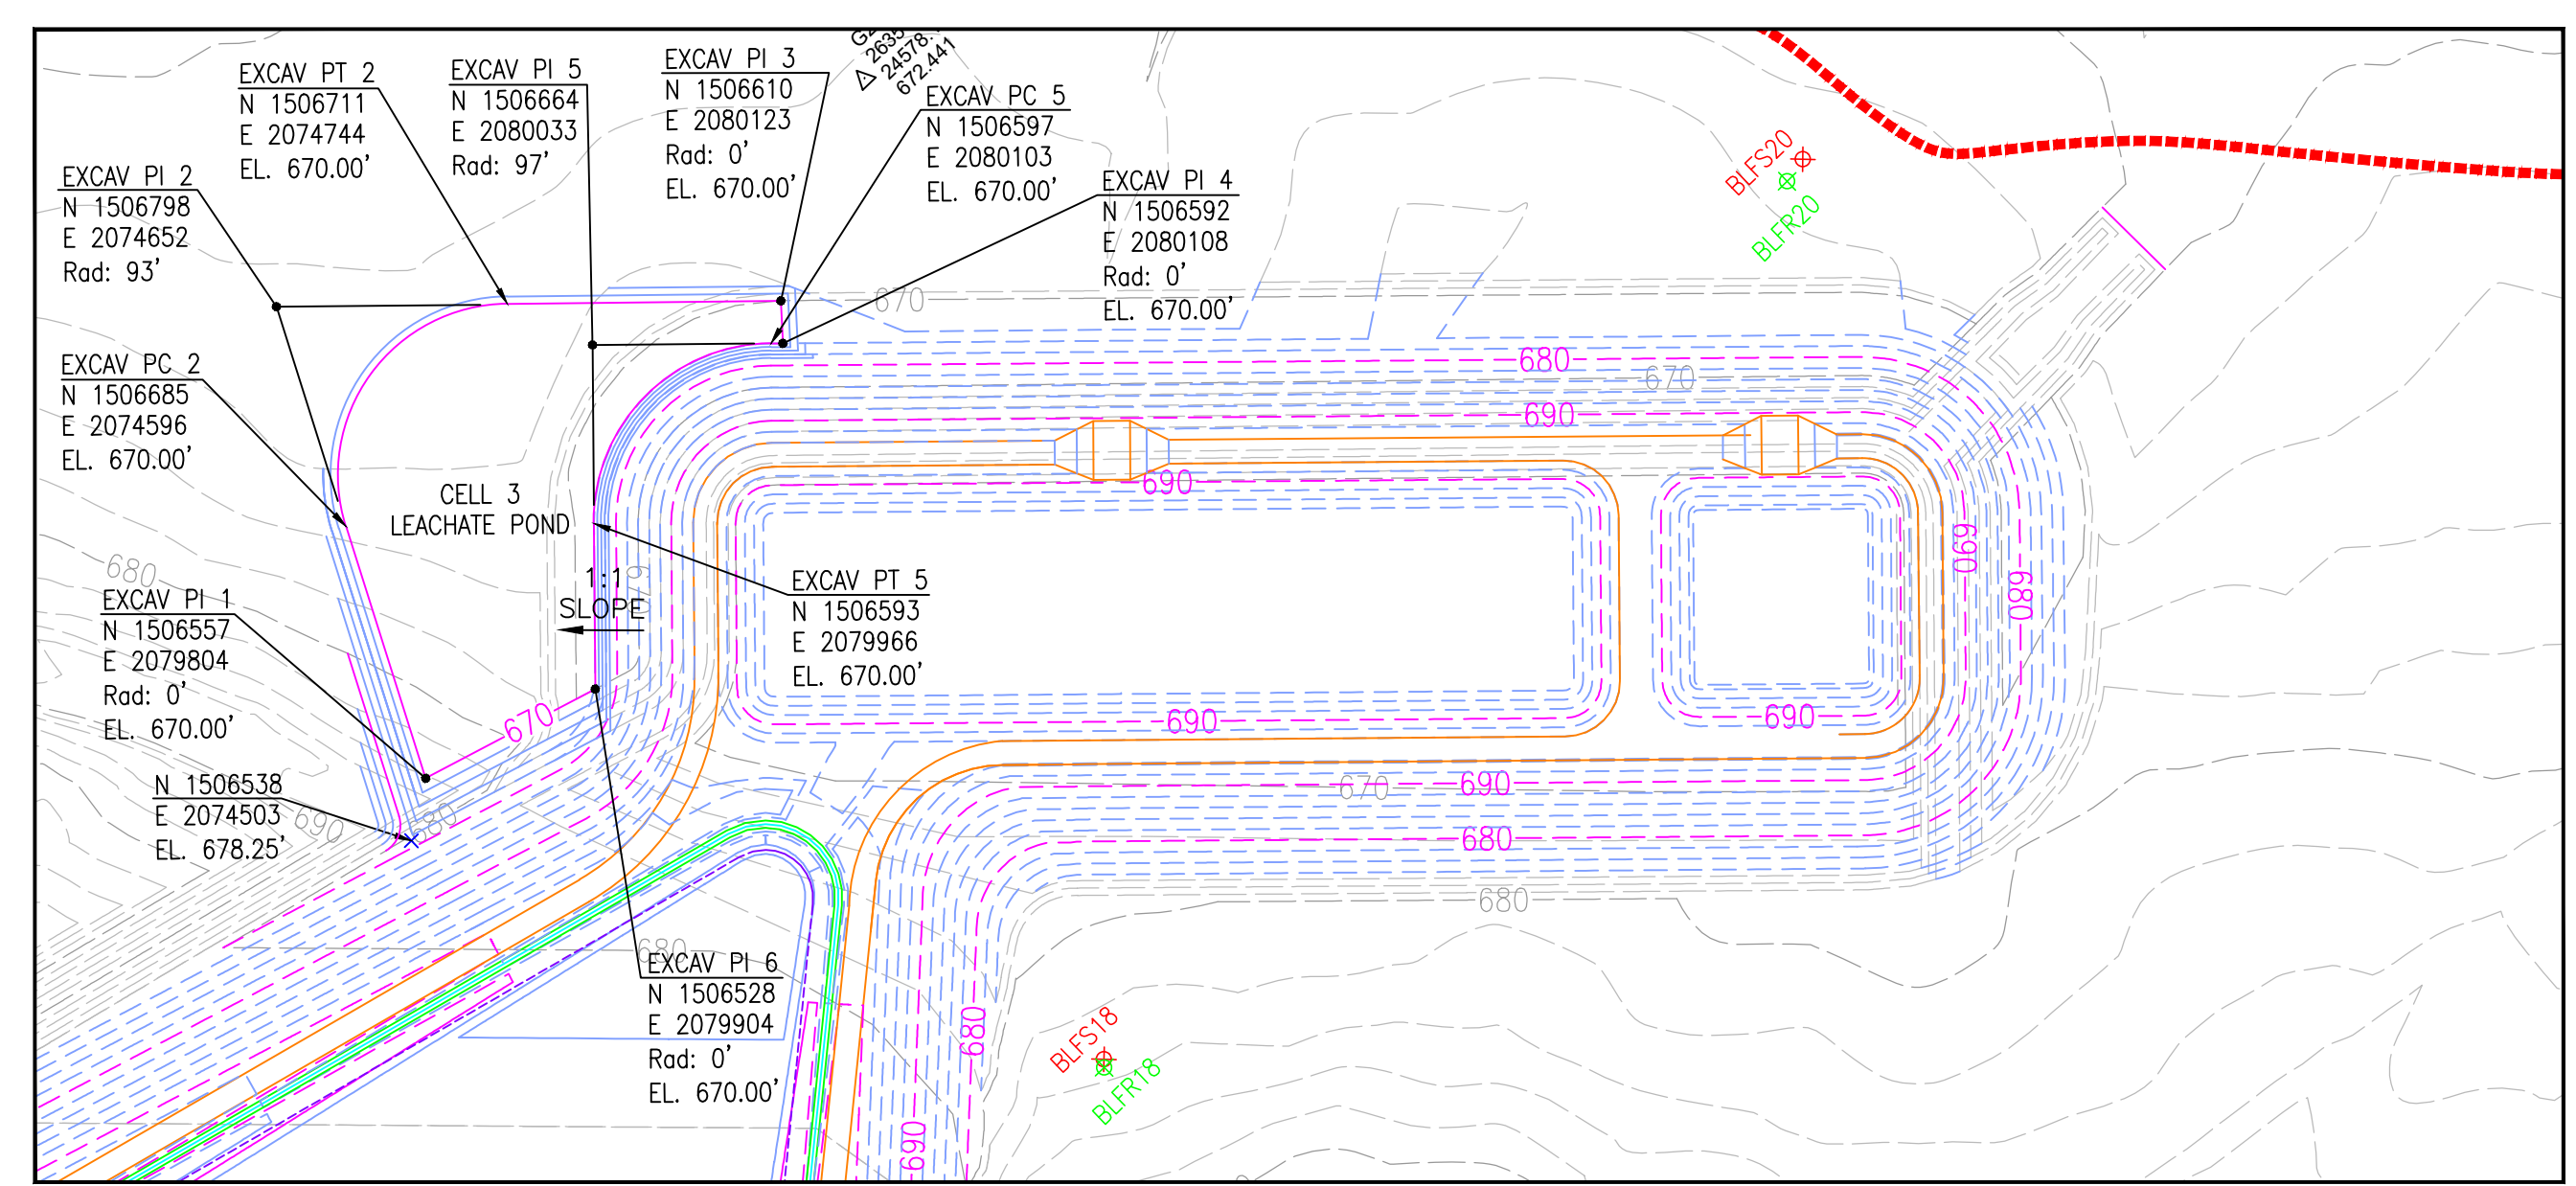 EXCAV PT 2
N 1506711
E 2074744
EL. 670.00'
EXCAV PI 5
N 1506664
E 2080033
Rad: 97'
EXCAV PI 3
N 1506610
E 2080123
Rad: 0'
EL. 670.00'
672.441
EXCAV PC 5
N 1506597
E 2080103
EL. 670.00'
EXCAV PI 4
N 1506592
E 2080108
Rad: 0'
EL. 670.00'
EXCAV PI 2
N 1506798
E 2074652
Rad: 93'
EXCAV PC 2
N 1506685
E 2074596
EL. 670.00'
BLFS20
BLFR20
670
680
670
690
690
CELL 3
LEACHATE POND
680
1:1
SLOPE
EXCAV PT 5
N 1506593
E 2079966
EL. 670.00'
690
680
EXCAV PI 1
N 1506557
E 2079804
Rad: 0'
EL. 670.00'
670
690
690
N 1506538
E 2074503
EL. 678.25'
690
680
670
690
680
680
680
EXCAV PI 6
N 1506528
E 2079904
Rad: 0'
EL. 670.00'
680
690
BLFS18
BLFR18